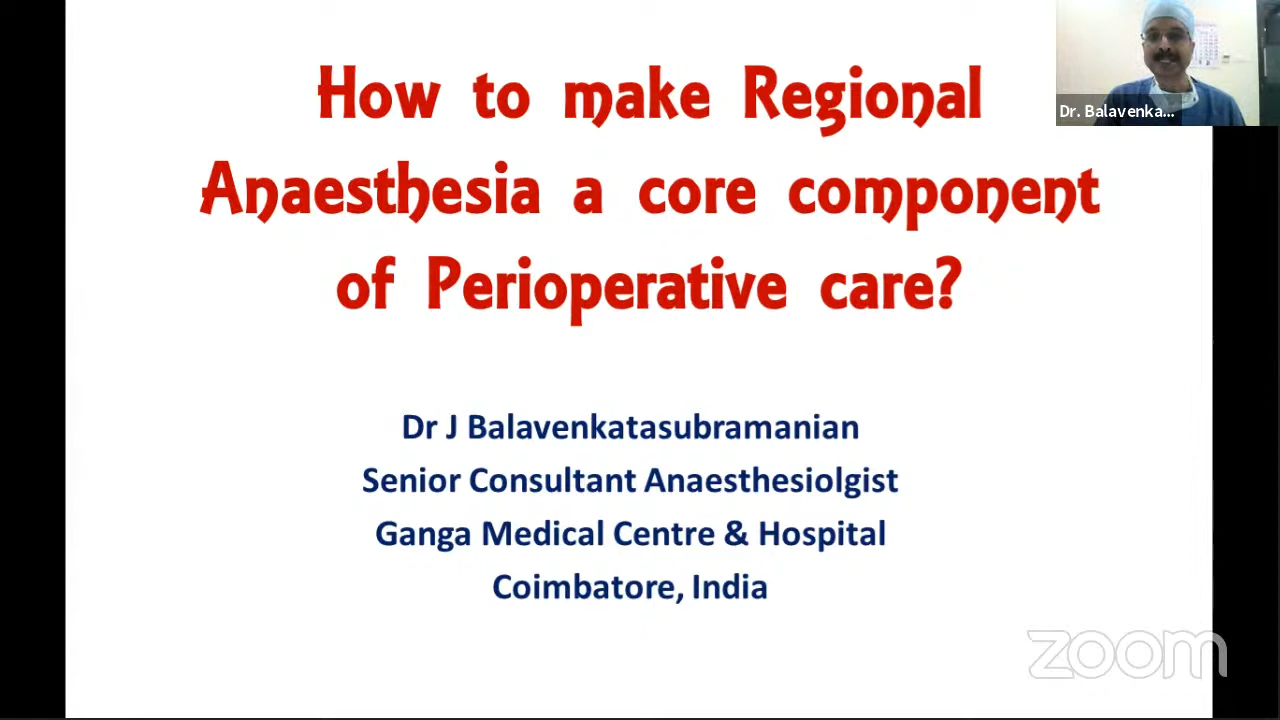 How to make Regional
Anaesthesia a core component
of Perioperative care?
Dr. Balavenka...
Dr J Balavenkatasubramanian
Senior Consultant Anaesthesiolgist
Ganga Medical Centre & Hospital
Coimbatore, India
zoom